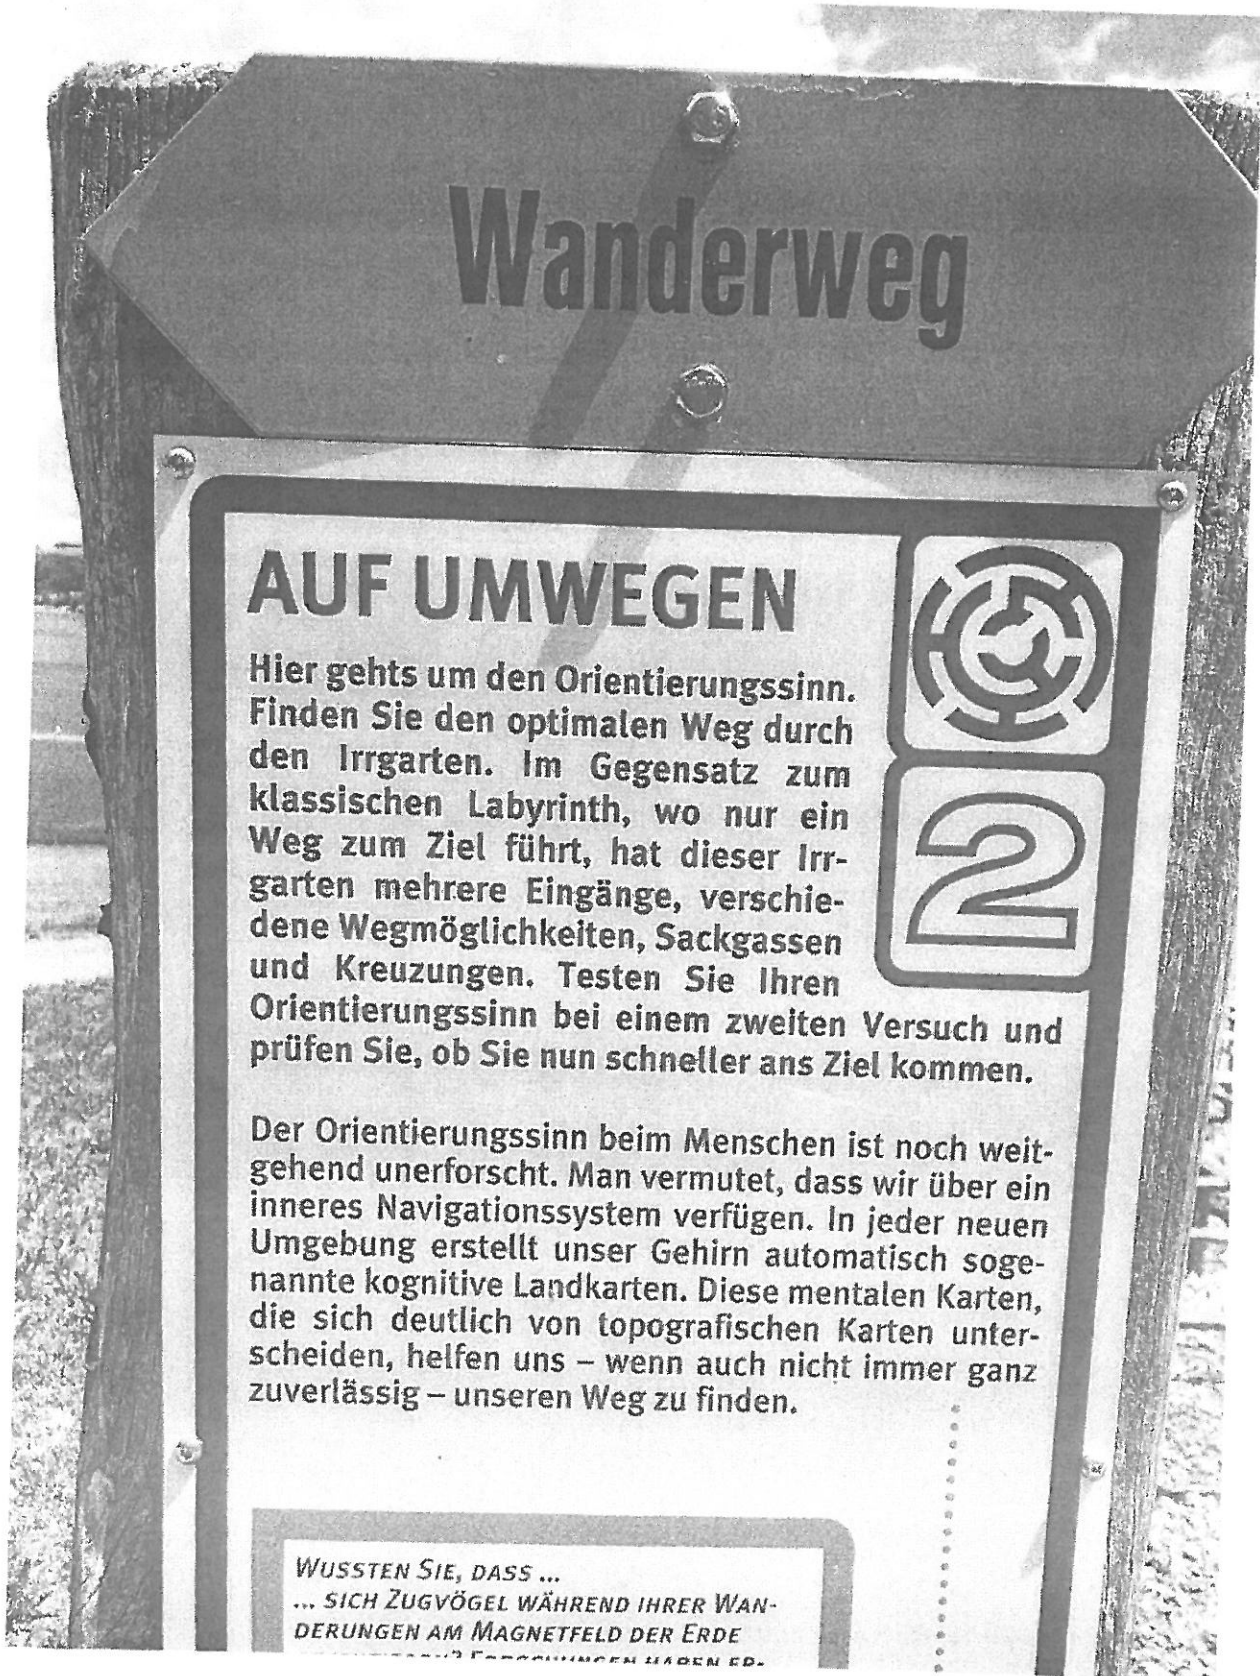 Wanderweg
AUF UMWEGEN
Hier gehts um den Orientierungssinn.
Finden Sie den optimalen Weg durch
den Irrgarten. Im Gegensatz zum
klassischen Labyrinth, wo nur ein
Weg zum Ziel führt, hat dieser Irr-
garten mehrere Eingänge, verschie-
dene Wegmöglichkeiten, Sackgassen
und Kreuzungen. Testen Sie Ihren
Orientierungssinn bei einem zweiten Versuch und
prüfen Sie, ob Sie nun schneller ans Ziel kommen.
2
Der Orientierungssinn beim Menschen ist noch weit-
gehend unerforscht. Man vermutet, dass wir über ein
inneres Navigationssystem verfügen. In jeder neuen
Umgebung erstellt unser Gehirn automatisch soge-
nannte kognitive Landkarten. Diese mentalen Karten,
die sich deutlich von topografischen Karten unter-
scheiden, helfen uns – wenn auch nicht immer ganz
zuverlässig – unseren Weg zu finden.
WUSSTEN SIE, DASS ...
... SICH ZUGVÖGEL WÄHREND IHRER WAN-
DERUNGEN AM MAGNETFELD DER ERDE
FORSCHUNGEN HABEN ER-